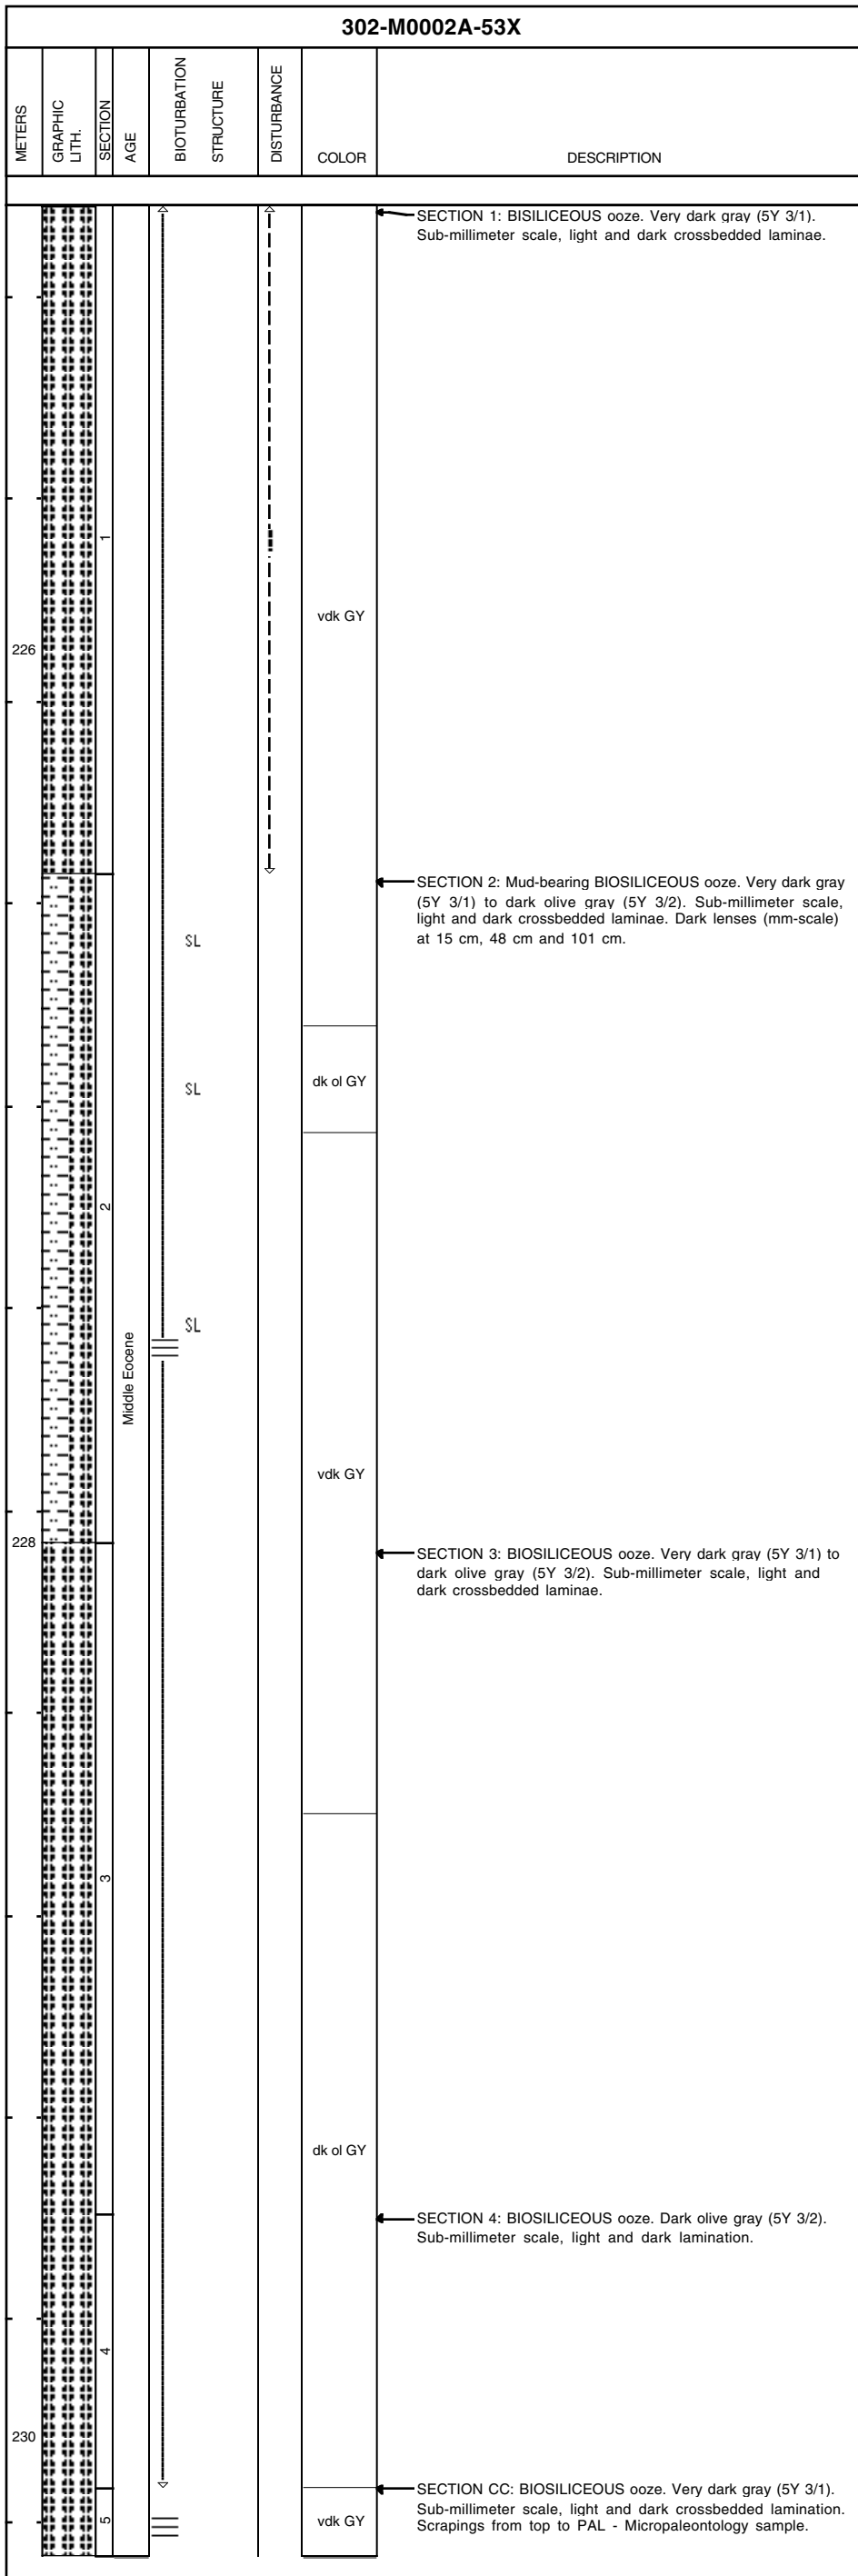 302-M0002A-53X
METERS
GRAPHIC
LITH.
SECTION
AGE
BIOTURBATION
STRUCTURE
DISTURBANCE
COLOR
DESCRIPTION
SECTION 1: BISILICEOUS ooze. Very dark gray (5Y 3/1).
Sub-millimeter scale, light and dark crossbedded laminae.
1
vdk GY
226
SECTION 2: Mud-bearing BIOSILICEOUS ooze. Very dark gray
(5Y 3/1) to dark olive gray (5Y 3/2). Sub-millimeter scale,
light and dark crossbedded laminae. Dark lenses (mm-scale)
at 15 cm, 48 cm and 101 cm.
SL
dk ol GY
SL
2
SL
Middle Eocene
vdk GY
228
SECTION 3: BIOSILICEOUS ooze. Very dark gray (5Y 3/1) to
dark olive gray (5Y 3/2). Sub-millimeter scale, light and
dark crossbedded laminae.
3
dk ol GY
SECTION 4: BIOSILICEOUS ooze. Dark olive gray (5Y 3/2).
Sub-millimeter scale, light and dark lamination.
4
230
SECTION CC: BIOSILICEOUS ooze. Very dark gray (5Y 3/1).
Sub-millimeter scale, light and dark crossbedded lamination.
Scrapings from top to PAL - Micropaleontology sample.
5
vdk GY